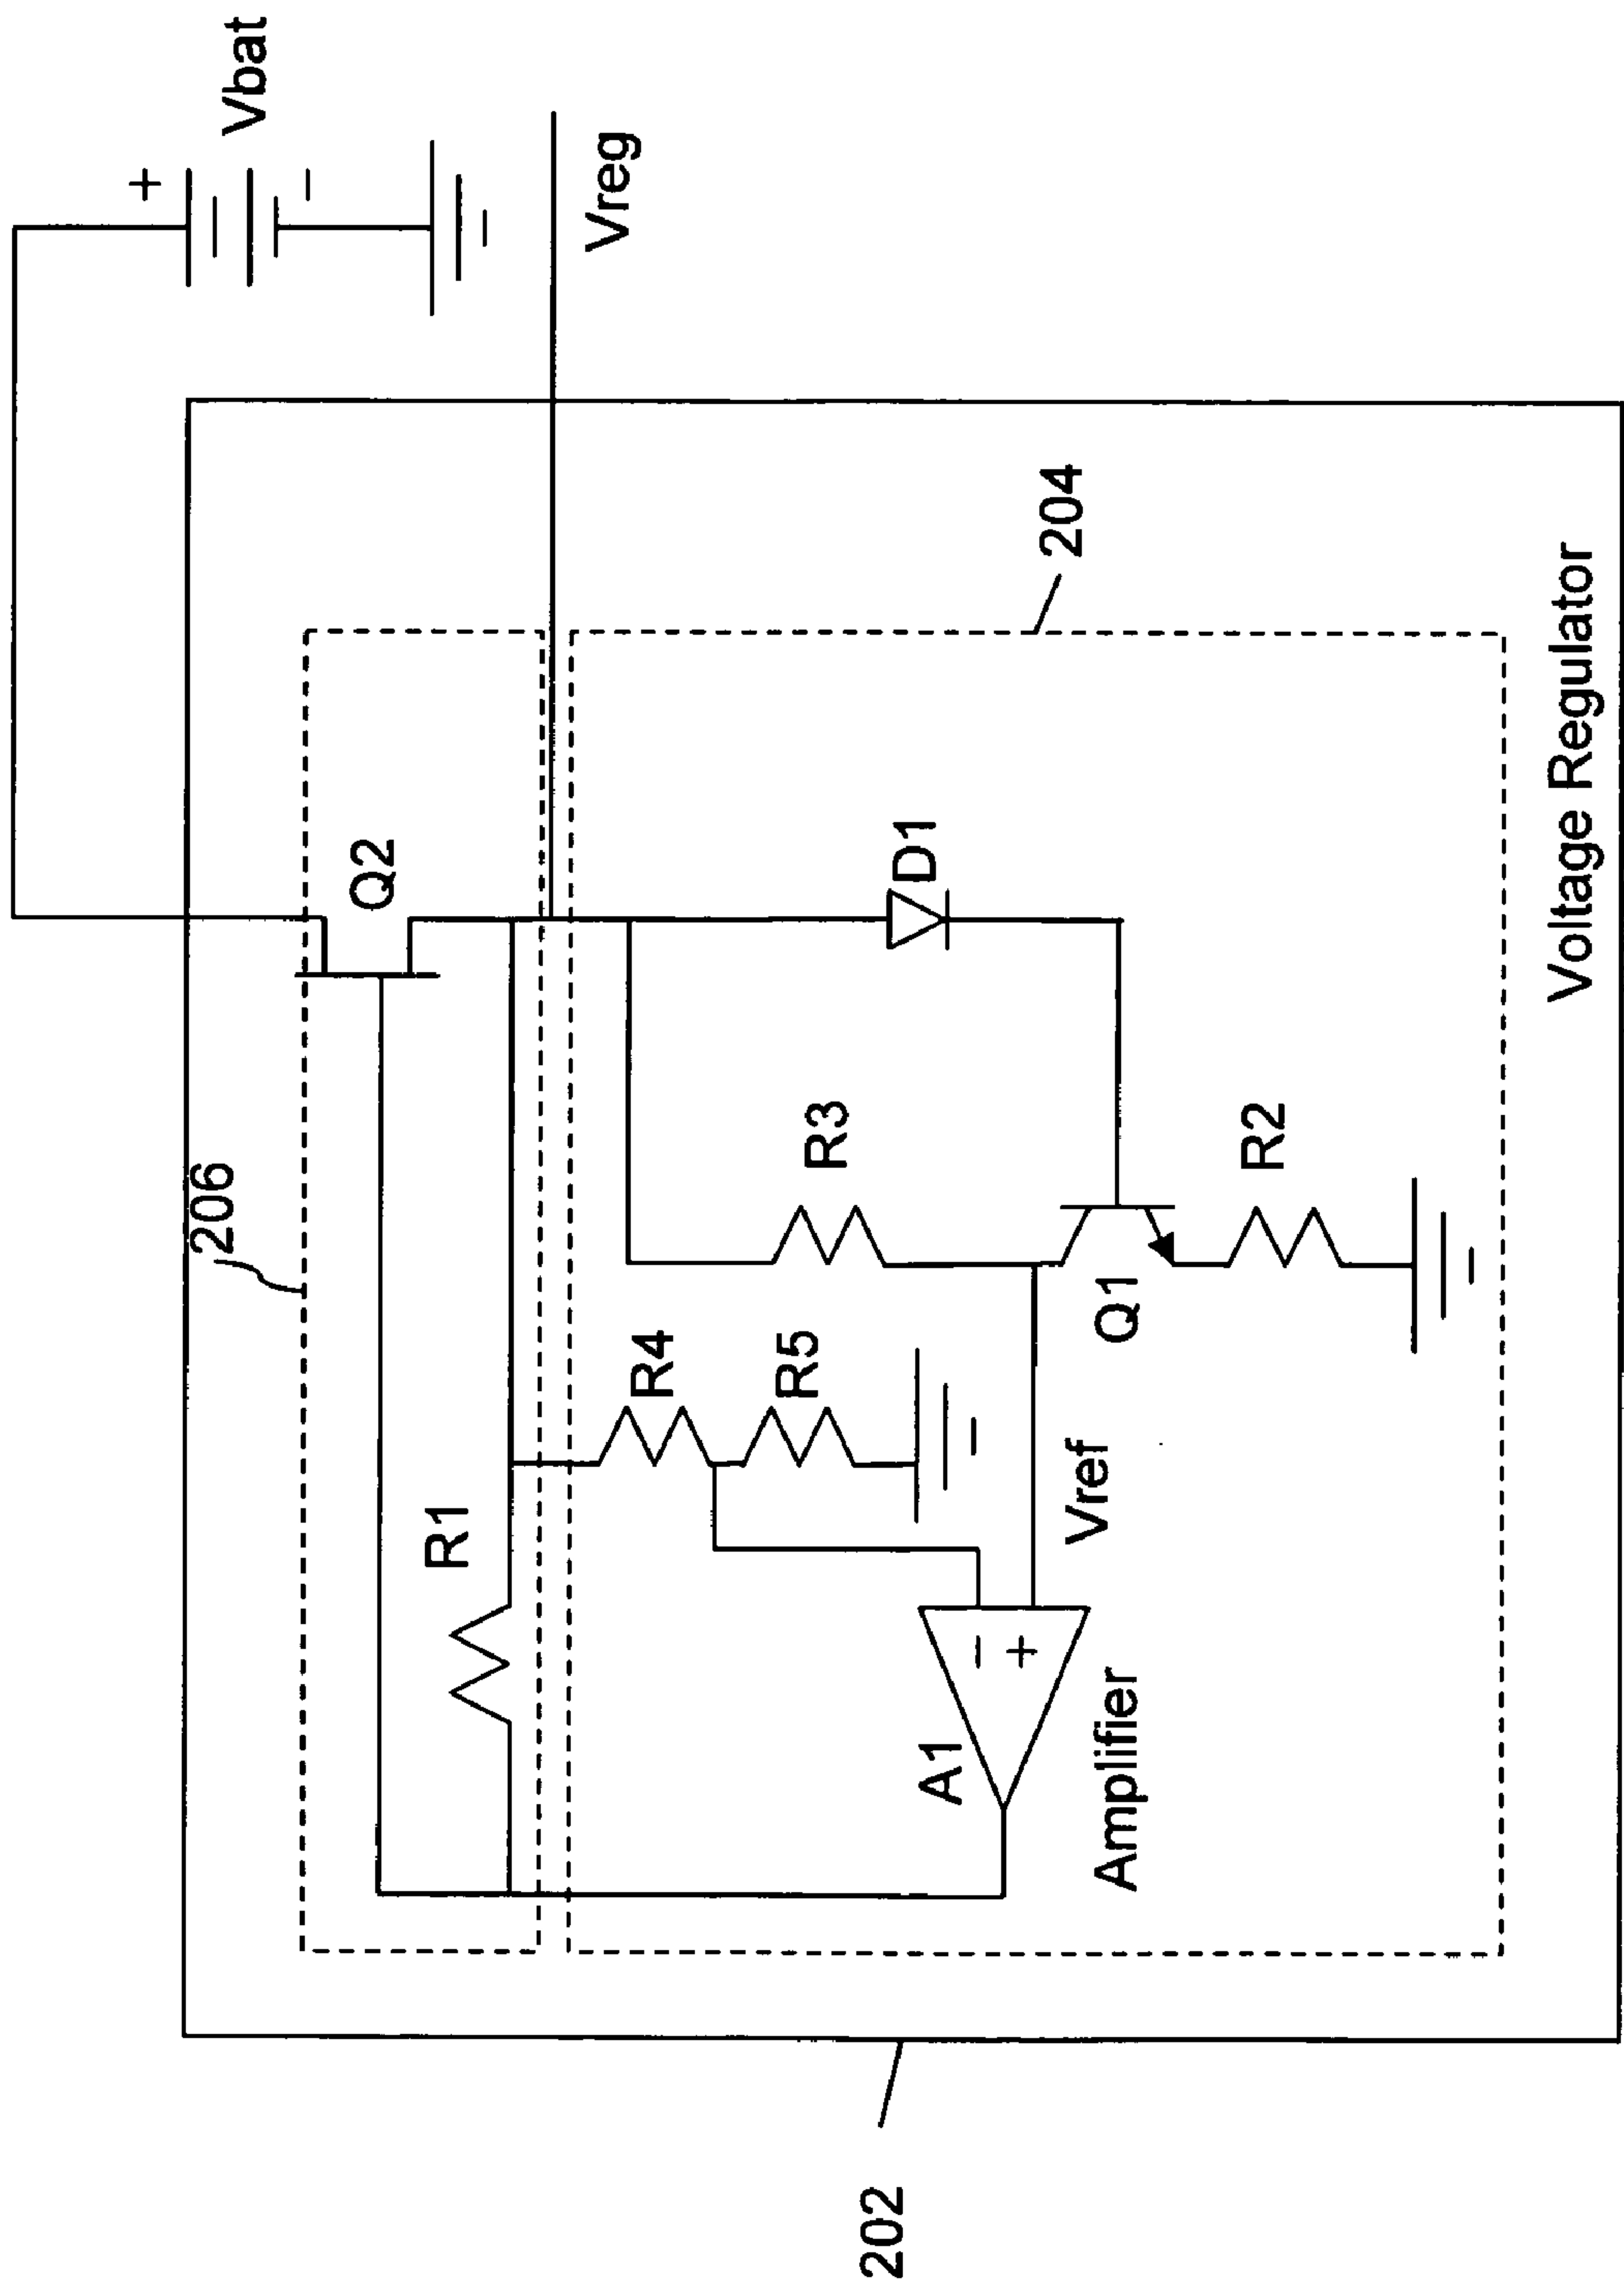 Vbat
+
−
Vreg
206
Q2
R1
R4
R5
R3
D1
204
A1
−
+
Vref
Q1
R2
Amplifier
Voltage Regulator
202